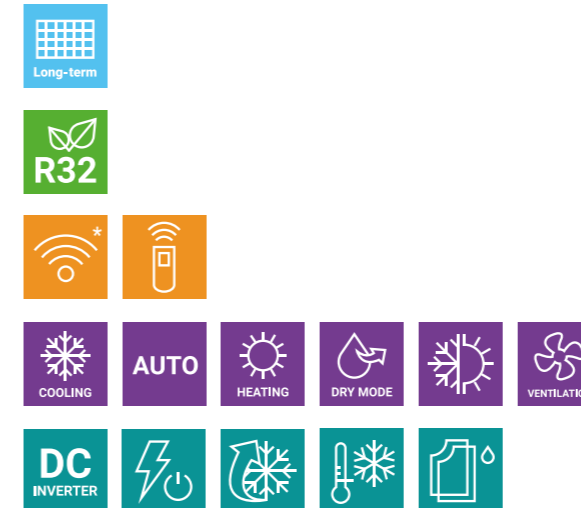 Long-term
R32
*
COOLING
AUTO
HEATING
DRY MODE
DC
INVERTER